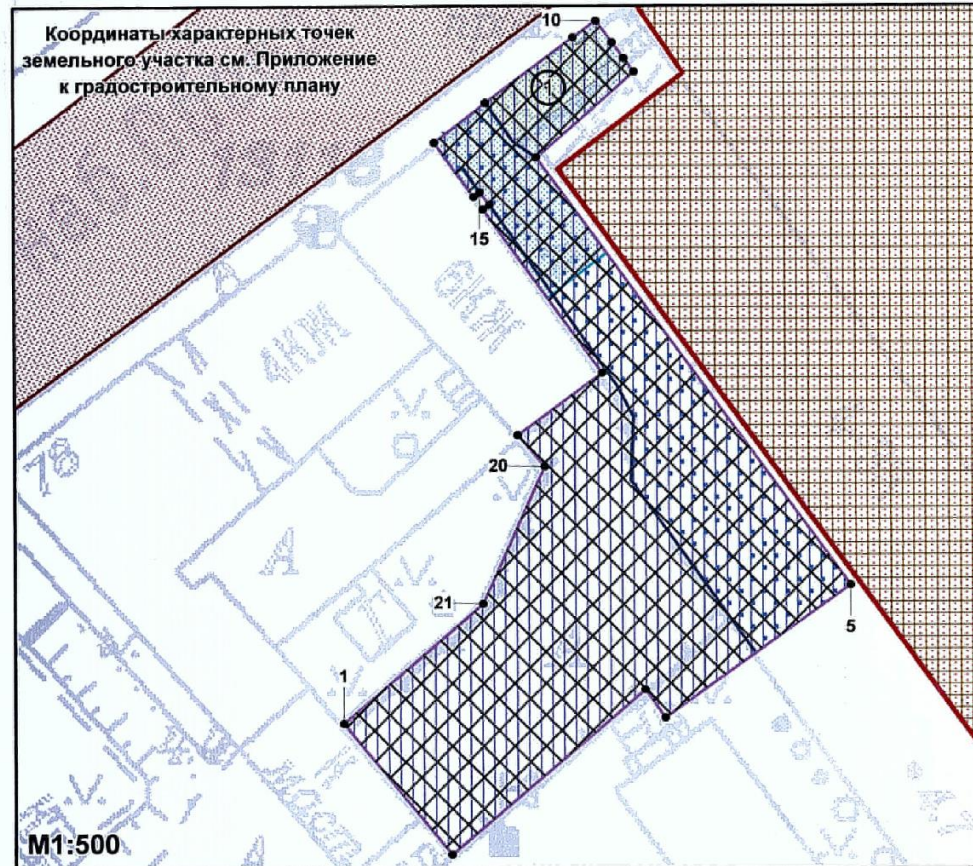 Координаты характерных точек
земельного участка см. Приложение
к градостроительному плану
10
1
15
6КЖ
4КЖ
78
20
А
21
Г
1
5
А
М1:500